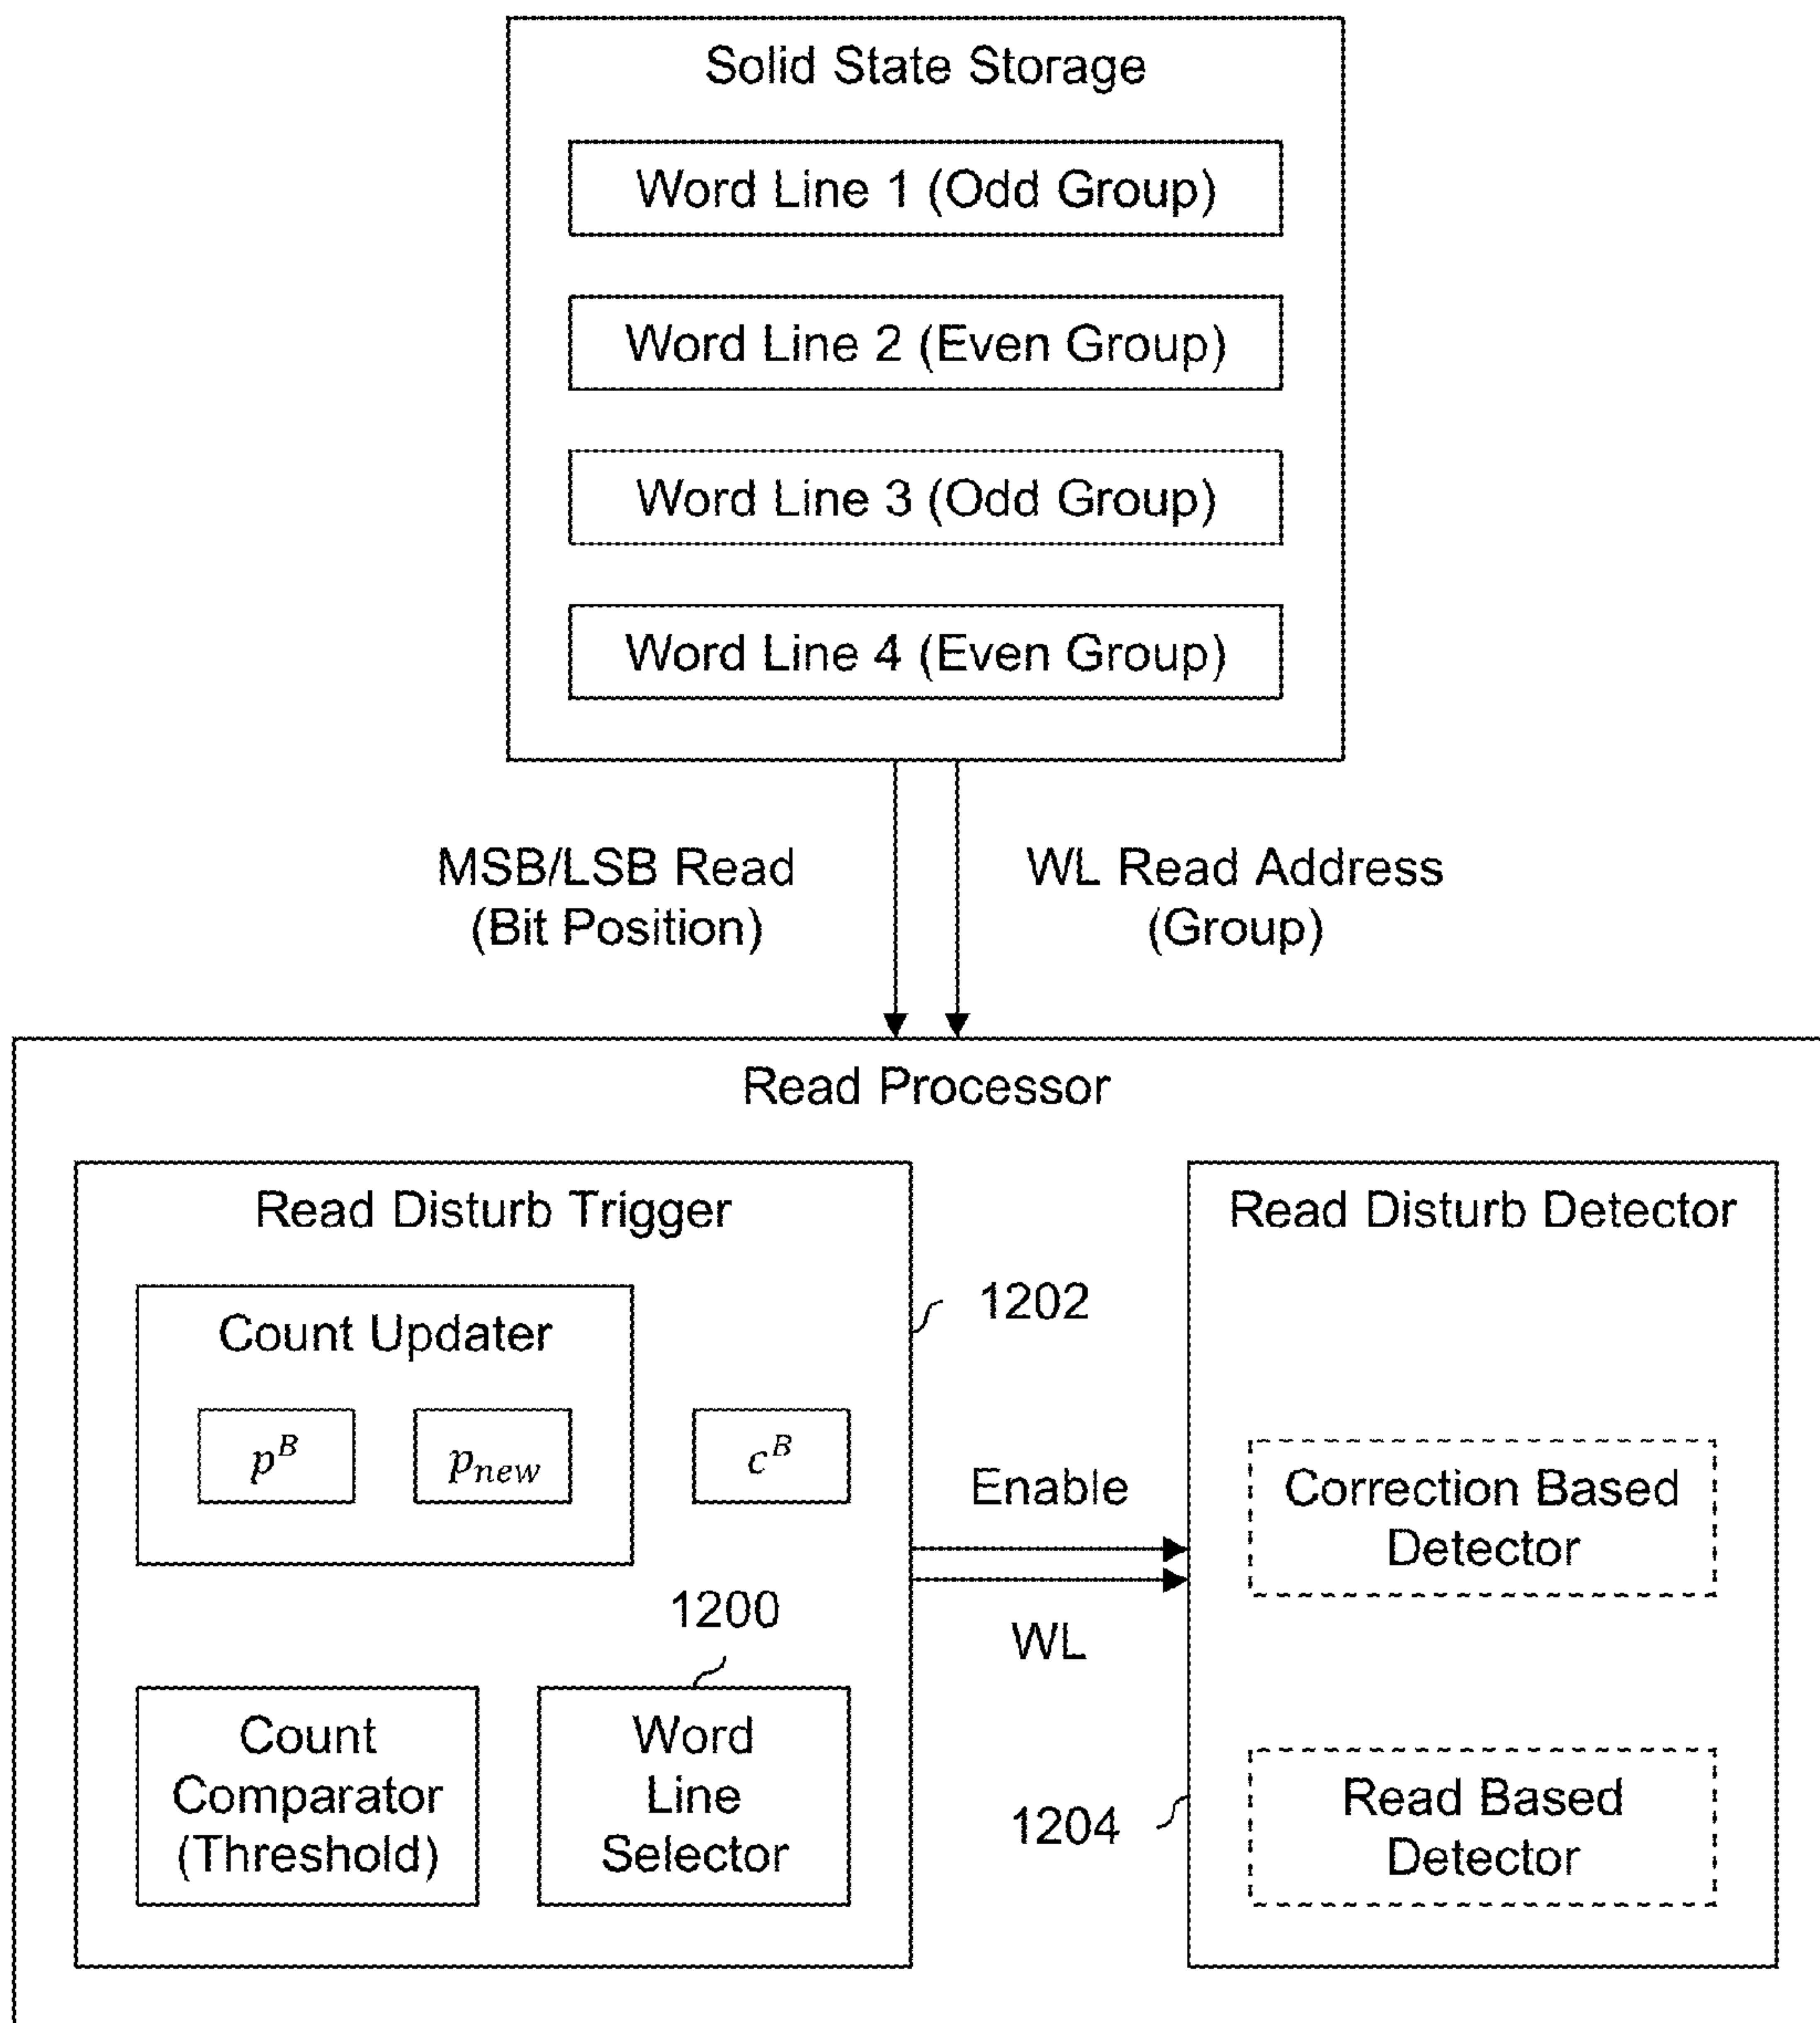 Solid State Storage
Word Line 1 (Odd Group)
Word Line 2 (Even Group)
Word Line 3 (Odd Group)
Word Line 4 (Even Group)
MSB/LSB Read
(Bit Position)
WL Read Address
(Group)
Read Processor
Read Disturb Trigger
Count Updater
p^B
p_new
c^B
1202
1200
Count
Comparator
(Threshold)
Word
Line
Selector
Enable
WL
Read Disturb Detector
Correction Based
Detector
1204
Read Based
Detector